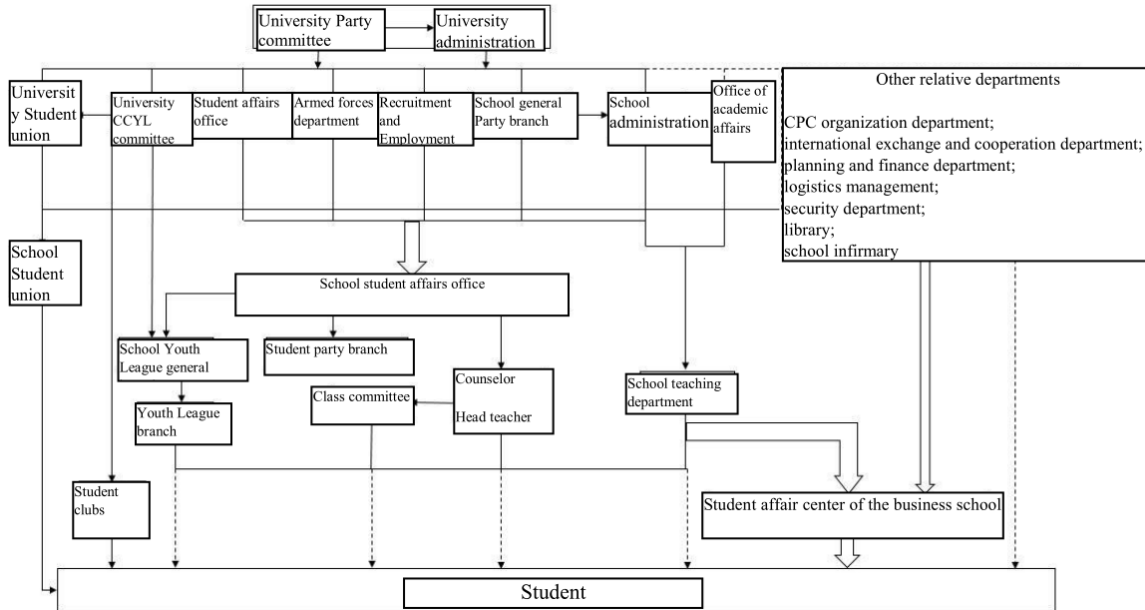 University Party
committee
University
administration
Universit
y Student
union
University
CCYL
committee
Student affairs
office
Armed forces
department
Recruitment
and
Employment
School general
Party branch
School
administration
Office of
academic
affairs
Other relative departments
CPC organization department;
international exchange and cooperation department;
planning and finance department;
logistics management;
security department;
library;
school infirmary
School
Student
union
School student affairs office
School Youth
League general
Student party branch
Counselor
Head teacher
Class committee
School teaching
department
Youth League
branch
Student
clubs
Student affair center of the business school
Student